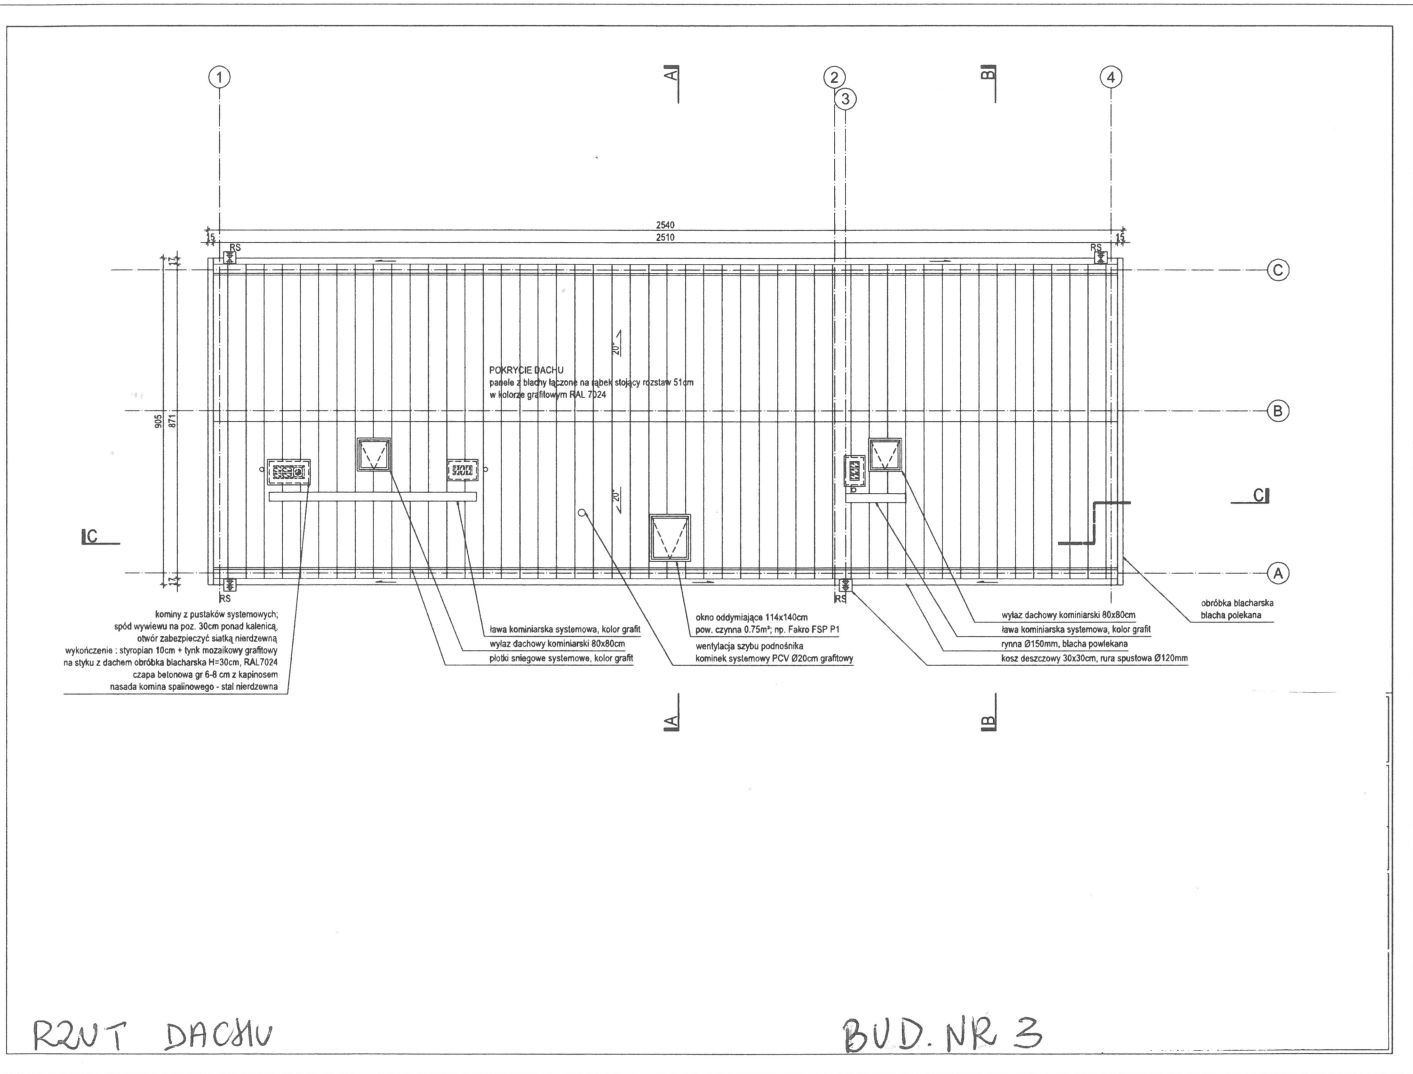 1
A
2
3
B
4
2540
2510
15
15
RS
RS
17
C
20°
POKRYCIE DACHU
panele z blachy łączone na rąbek stojący rozstaw 51cm
w kolorze grafitowym RAL 7024
B
905
871
20°
C
C
17
A
RS
RS
kominy z pustaków systemowych;
spód wywiewu na poz. 30cm ponad kalenicą,
otwór zabezpieczyć siatką nierdzewną
wykończenie : styropian 10cm + tynk mozaikowy grafitowy
na styku z dachem obróbka blacharska H=30cm, RAL7024
czapa betonowa gr 6-8 cm z kapinosem
nasada komina spalinowego - stal nierdzewna
ława kominiarska systemowa, kolor grafit
wyłaz dachowy kominiarski 80x80cm
płotki śniegowe systemowe, kolor grafit
okno oddymiające 114x140cm
pow. czynna 0.75m²; np. Fakro FSP P1
wentylacja szybu podnośnika
kominek systemowy PCV Ø20cm grafitowy
wyłaz dachowy kominiarski 80x80cm
ława kominiarska systemowa, kolor grafit
rynna Ø150mm, blacha powlekana
kosz deszczowy 30x30cm, rura spustowa Ø120mm
obróbka blacharska
blacha polekana
A
B
RZUT DACHU
BUD. NR 3